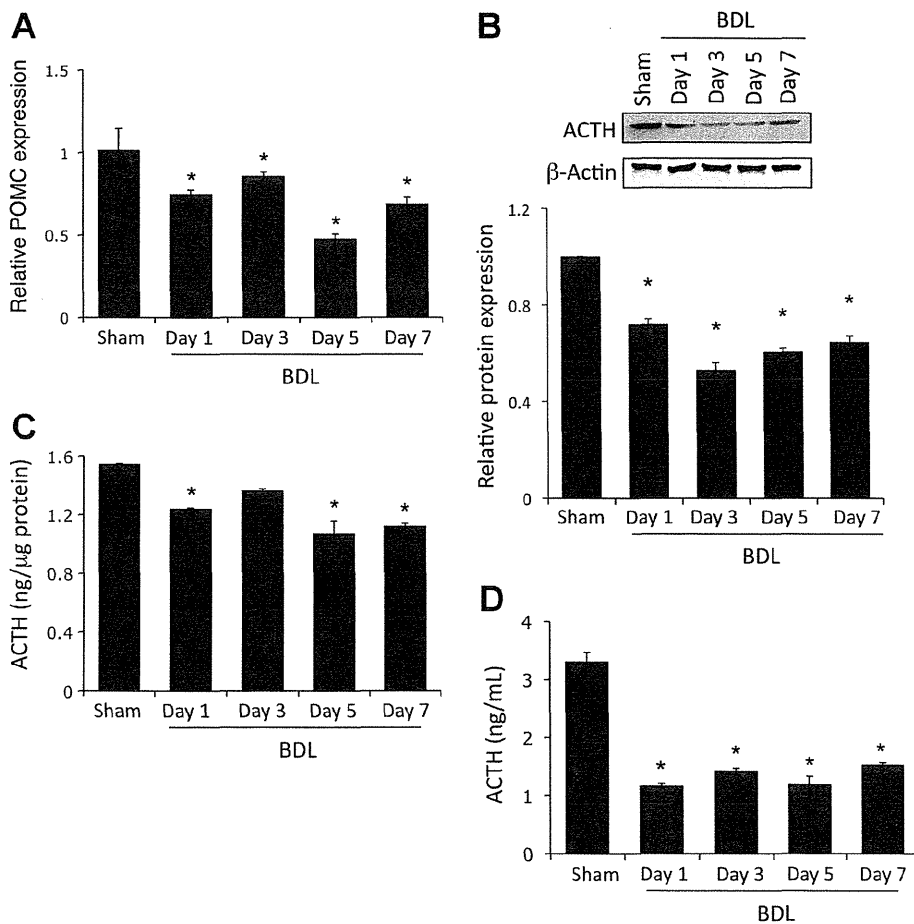 A
Relative POMC expression
1.5
1
0.5
0
*
*
*
*
Sham
Day 1
Day 3
Day 5
Day 7
BDL
B
BDL
Sham
Day 1
Day 3
Day 5
Day 7
ACTH
β-Actin
Relative protein expression
1.2
0.8
0.4
0
*
*
*
*
Sham
Day 1
Day 3
Day 5
Day 7
BDL
C
ACTH (ng/μg protein)
1.6
1.2
0.8
0.4
0
*
*
*
Sham
Day 1
Day 3
Day 5
Day 7
BDL
D
ACTH (ng/mL)
4
3
2
1
0
*
*
*
*
Sham
Day 1
Day 3
Day 5
Day 7
BDL